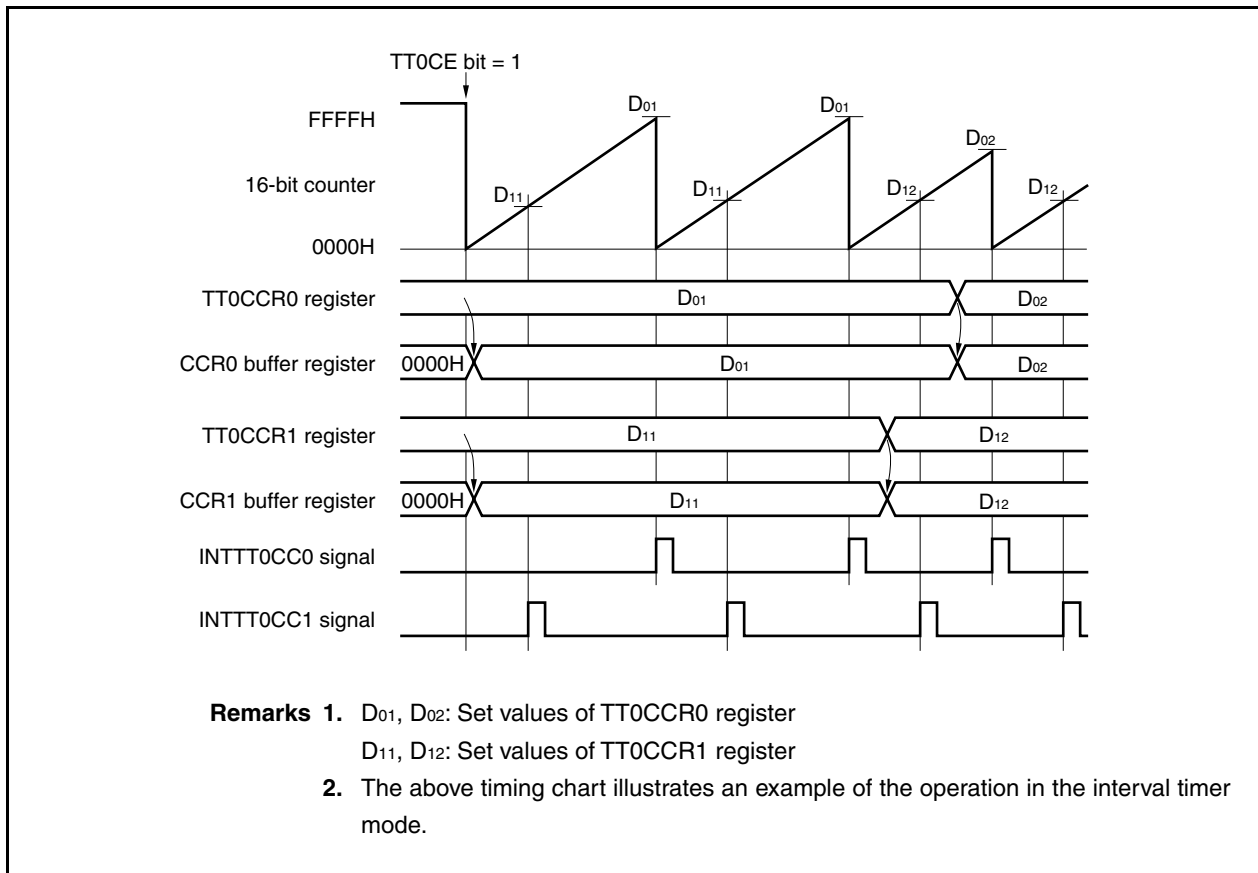 TT0CE bit = 1
D01 D01
FFFFH
D02
16-bit counter
D11 D11 D12 D12
0000H
TT0CCR0 register
D01 D02
CCR0 buffer register 0000H D01 D02
TT0CCR1 register
D11 D12
CCR1 buffer register 0000H D11 D12
INTTT0CC0 signal
INTTT0CC1 signal
Remarks 1. D01, D02: Set values of TT0CCR0 register
D11, D12: Set values of TT0CCR1 register
2. The above timing chart illustrates an example of the operation in the interval timer
mode.